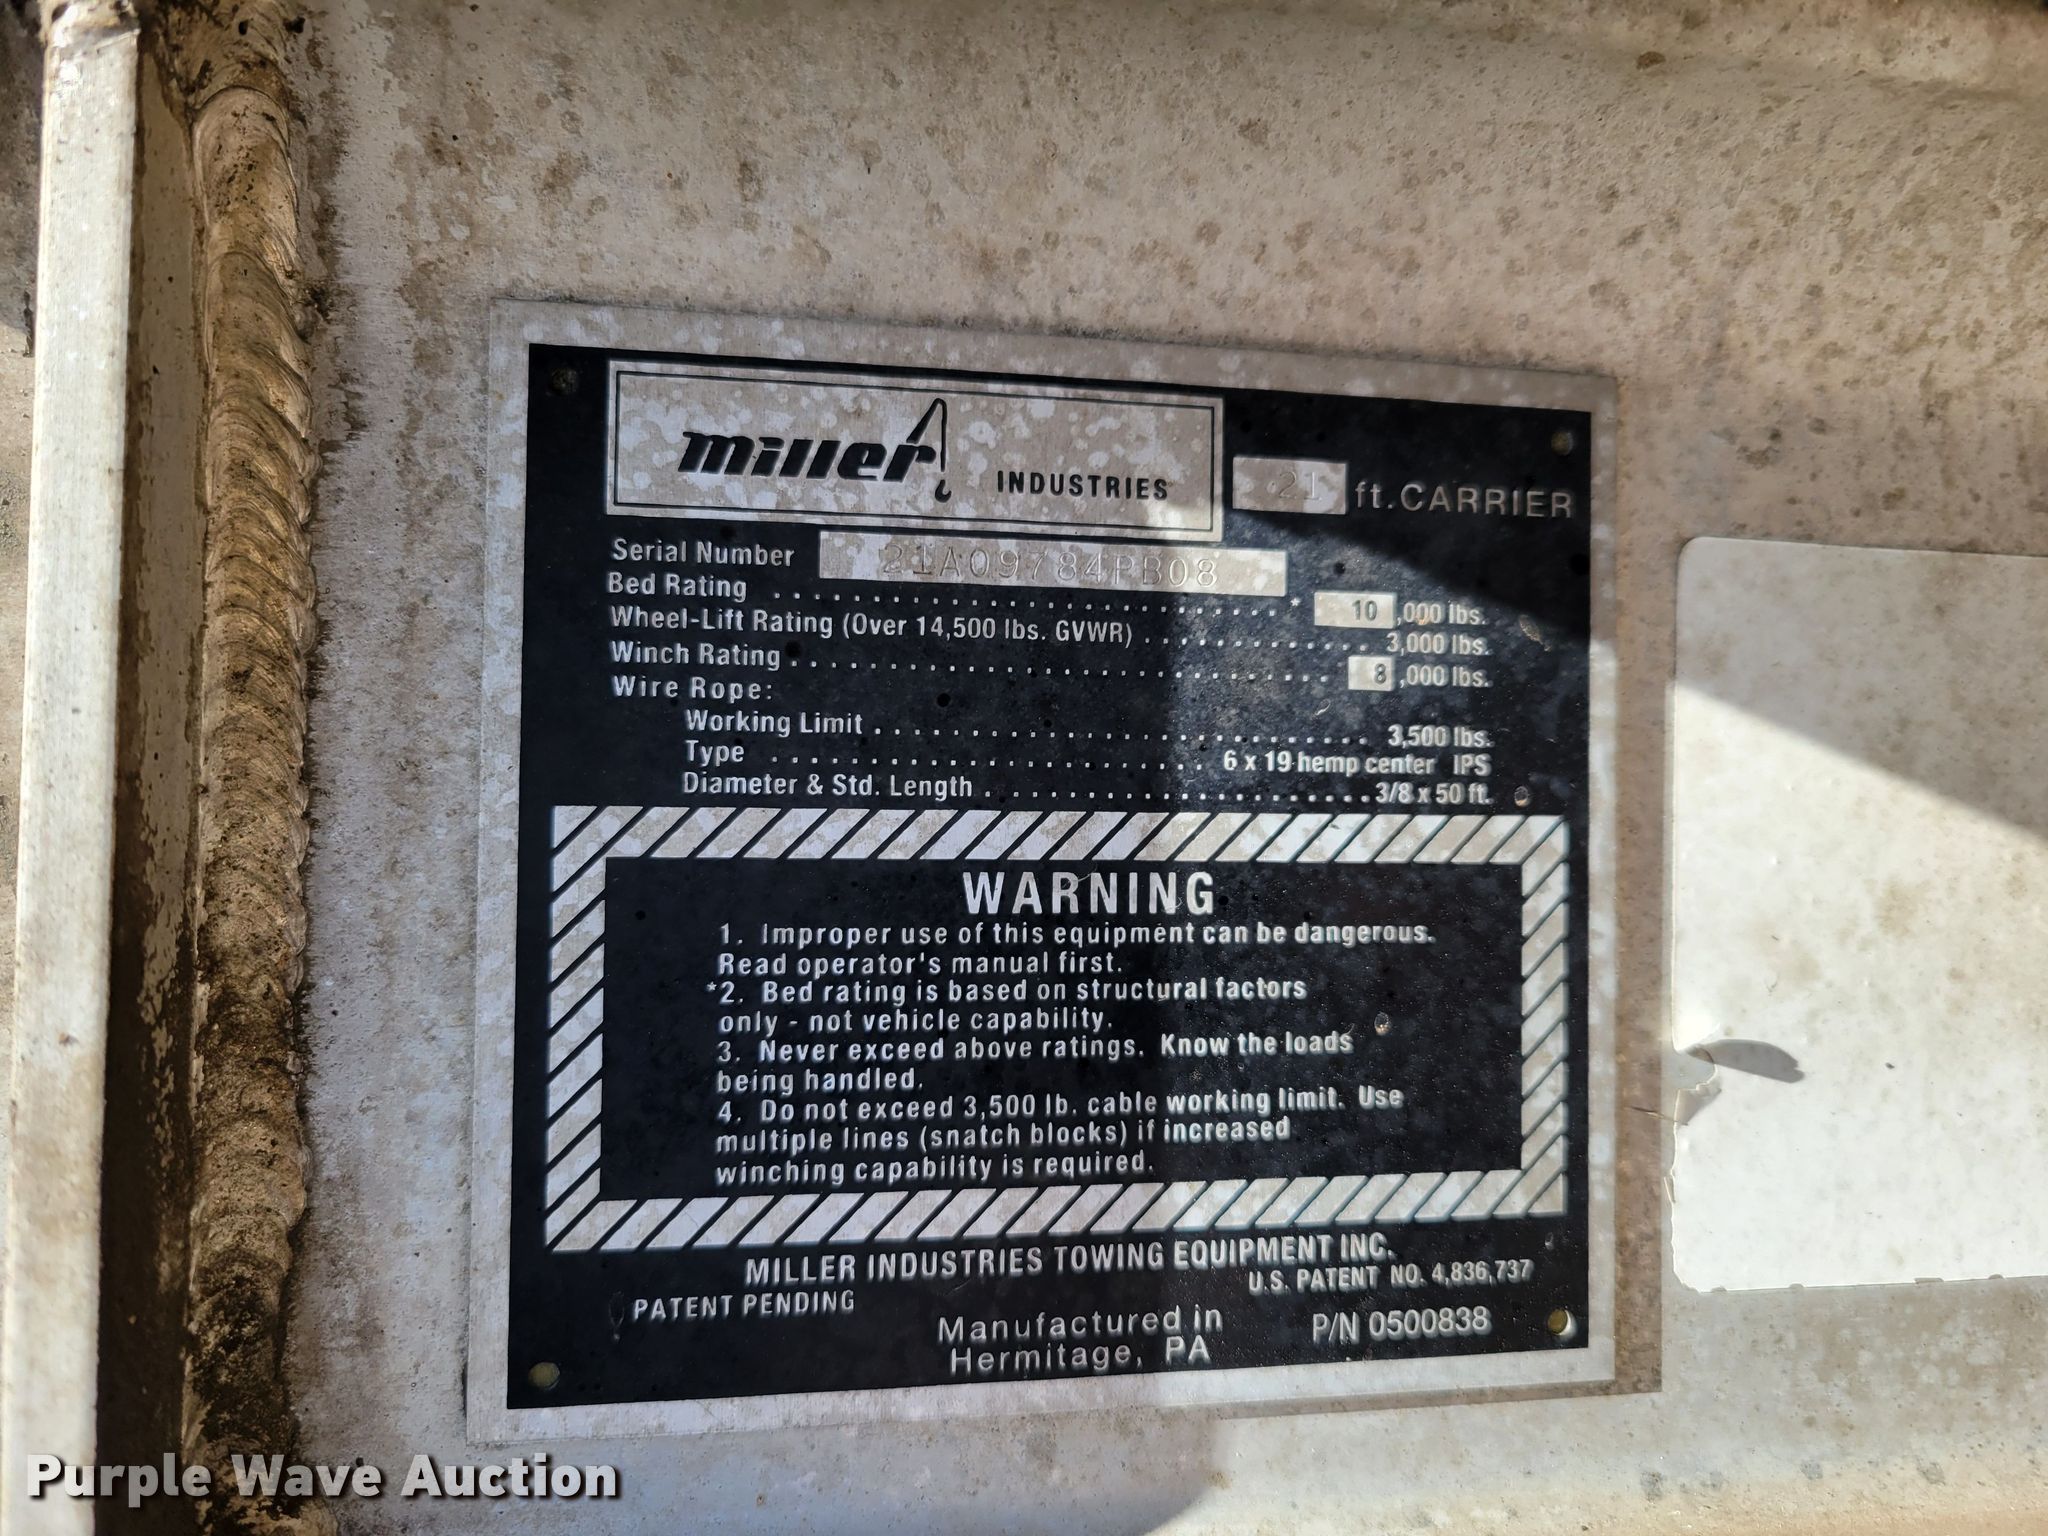 miller INDUSTRIES
21 ft. CARRIER
Serial Number 21A09784PB08
Bed Rating .......... * 10 ,000 lbs.
Wheel-Lift Rating (Over 14,500 lbs. GVWR) .......... 3,000 lbs.
Winch Rating .......... 8 ,000 lbs.
Wire Rope:
Working Limit .......... 3,500 lbs.
Type .......... 6 x 19 hemp center IPS
Diameter & Std. Length .......... 3/8 x 50 ft.
WARNING
1. Improper use of this equipment can be dangerous.
Read operator's manual first.
*2. Bed rating is based on structural factors
only - not vehicle capability.
3. Never exceed above ratings. Know the loads
being handled.
4. Do not exceed 3,500 lb. cable working limit. Use
multiple lines (snatch blocks) if increased
winching capability is required.
MILLER INDUSTRIES TOWING EQUIPMENT INC.
U.S. PATENT NO. 4,836,737
PATENT PENDING
Manufactured in
Hermitage, PA
P/N 0500838
Purple Wave Auction